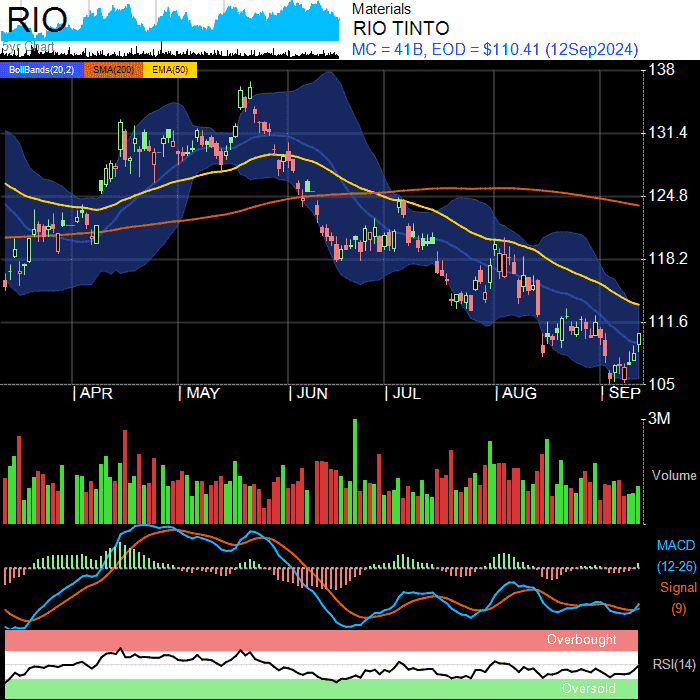 RIO
5yr Chart
Materials
RIO TINTO
MC = 41B, EOD = $110.41 (12Sep2024)
BollBands(20,2) SMA(200) EMA(50)
138
131.4
124.8
118.2
111.6
105
APR MAY JUN JUL AUG SEP
3M
Volume
MACD
(12-26)
Signal
(9)
Overbought
RSI(14)
Oversold